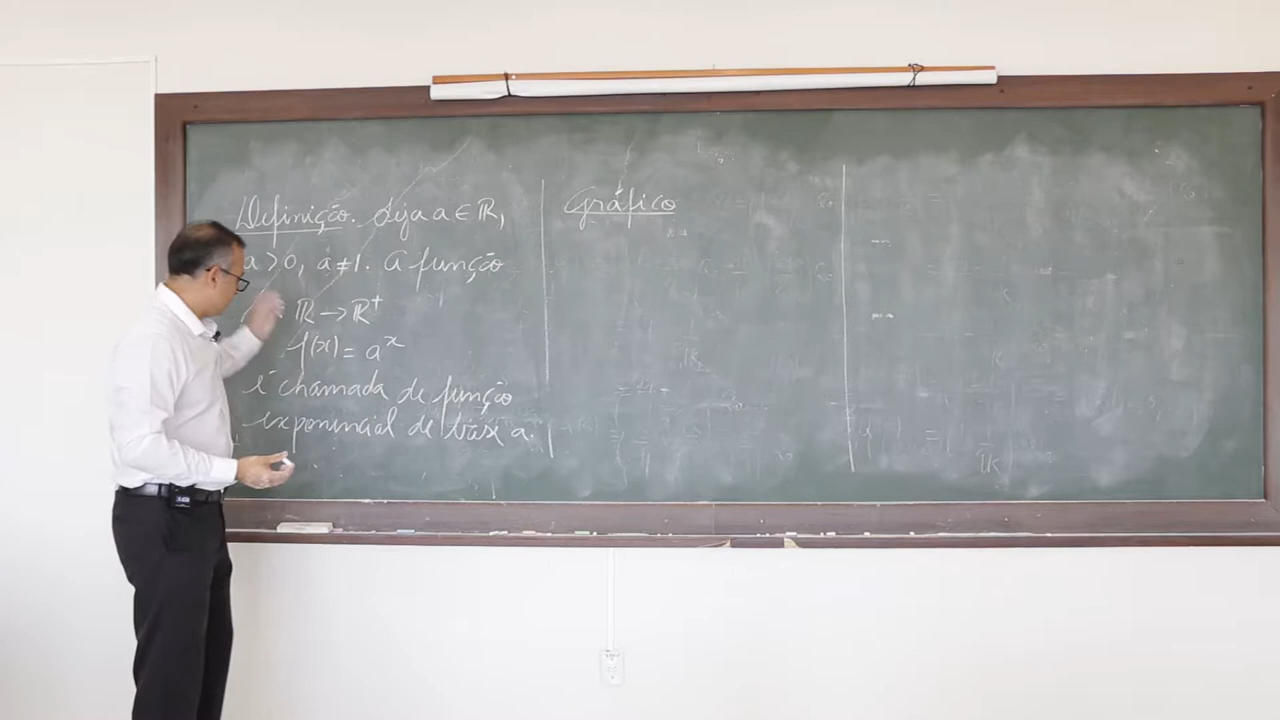 Definição. Seja a ∈ ℝ,
a > 0, a ≠ 1. A função
ℝ → ℝ⁺
f(x) = aˣ
é chamada de função
exponencial de base a.
Gráfico